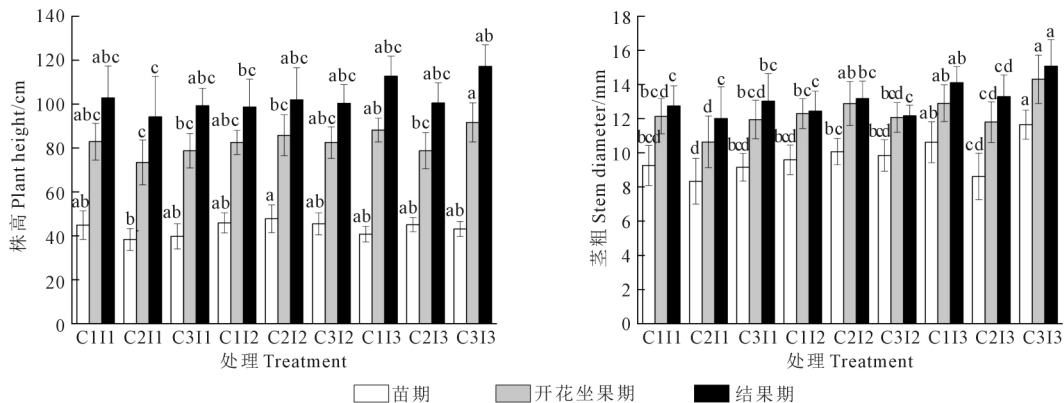 株高 Plant height/cm
140
120
100
80
60
40
20
0
ab abc abc
b c c
ab bc abc
ab abc abc
a bc abc
ab abc abc
ab ab abc
ab bc abc
ab a abc
C1I1 C2I1 C3I1 C1I2 C2I2 C3I2 C1I3 C2I3 C3I3
处理 Treatment
茎粗 Stem diameter/mm
18
16
14
12
10
8
6
4
2
0
bcd bcd c
d d c
bcd bcd c
bcd bc c
bc ab ab
bcd bcd c
ab ab ab
cd cd cd
a a a
C1I1 C2I1 C3I1 C1I2 C2I2 C3I2 C1I3 C2I3 C3I3
处理 Treatment
苗期 开花坐果期 结果期